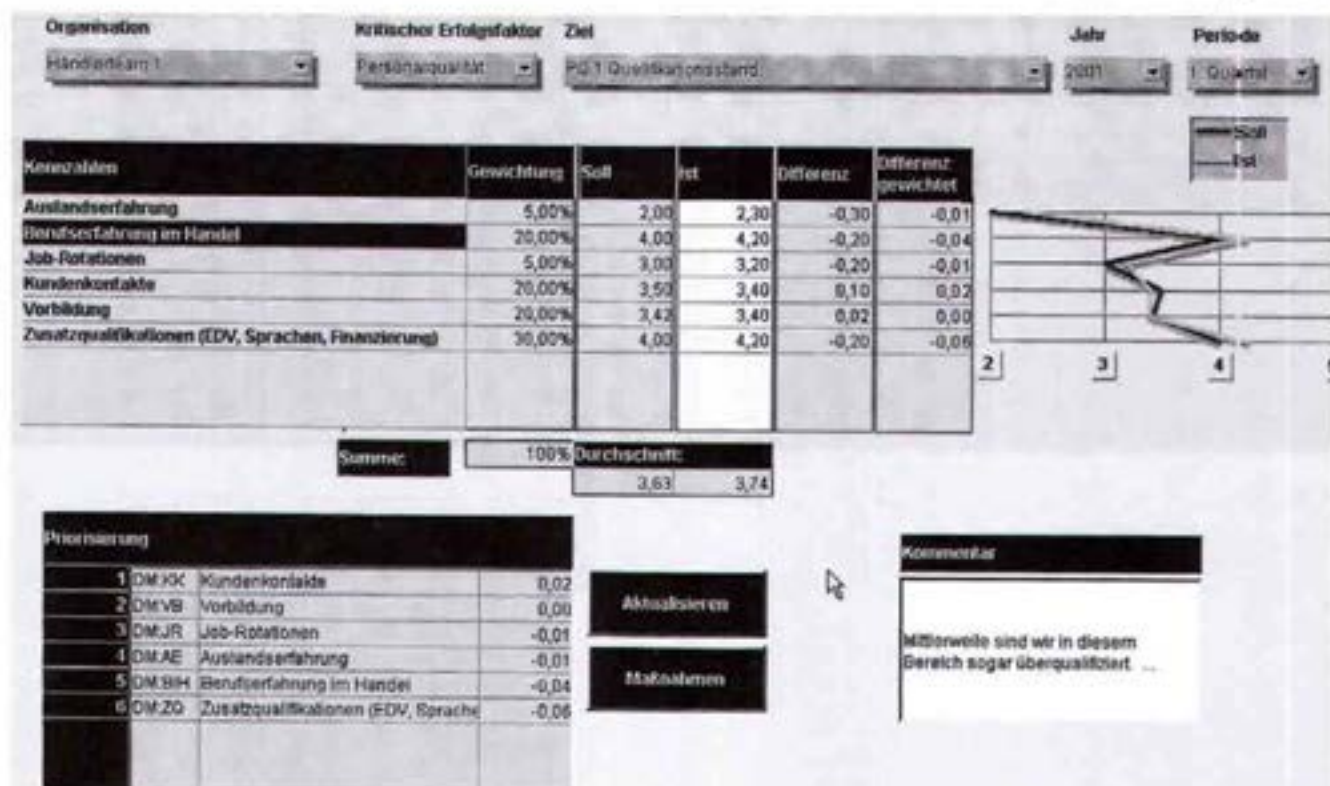 Organisation Kritischer Erfolgsfaktor Ziel Jahr Periode
Händlerteam 1 Personalqualität PQ 1 Qualifikationsstand 2001 1. Quartal
Soll
Ist
Kennzahlen Gewichtung Soll Ist Differenz Differenz gewichtet
Auslandserfahrung 5,00% 2,00 2,30 -0,30 -0,01
Berufserfahrung im Handel 20,00% 4,00 4,20 -0,20 -0,04
Job-Rotationen 5,00% 3,00 3,20 -0,20 -0,01
Kundenkontakte 20,00% 3,50 3,40 0,10 0,02
Vorbildung 20,00% 3,42 3,40 0,02 0,00
Zusatzqualifikationen (EDV, Sprachen, Finanzierung) 30,00% 4,00 4,20 -0,20 -0,06
2 3 4
Summe: 100% Durchschnitt:
3,63 3,74
Priorisierung
1 DM:KK Kundenkontakte 0,02
2 DM:VB Vorbildung 0,00
3 DM:JR Job-Rotationen -0,01
4 DM:AE Auslandserfahrung -0,01
5 DM:BIH Berufserfahrung im Handel -0,04
6 DM:ZQ Zusatzqualifikationen (EDV, Sprache -0,06
Aktualisieren
Maßnahmen
Kommentar
Mittlerweile sind wir in diesem
Bereich sogar überqualifiziert ...